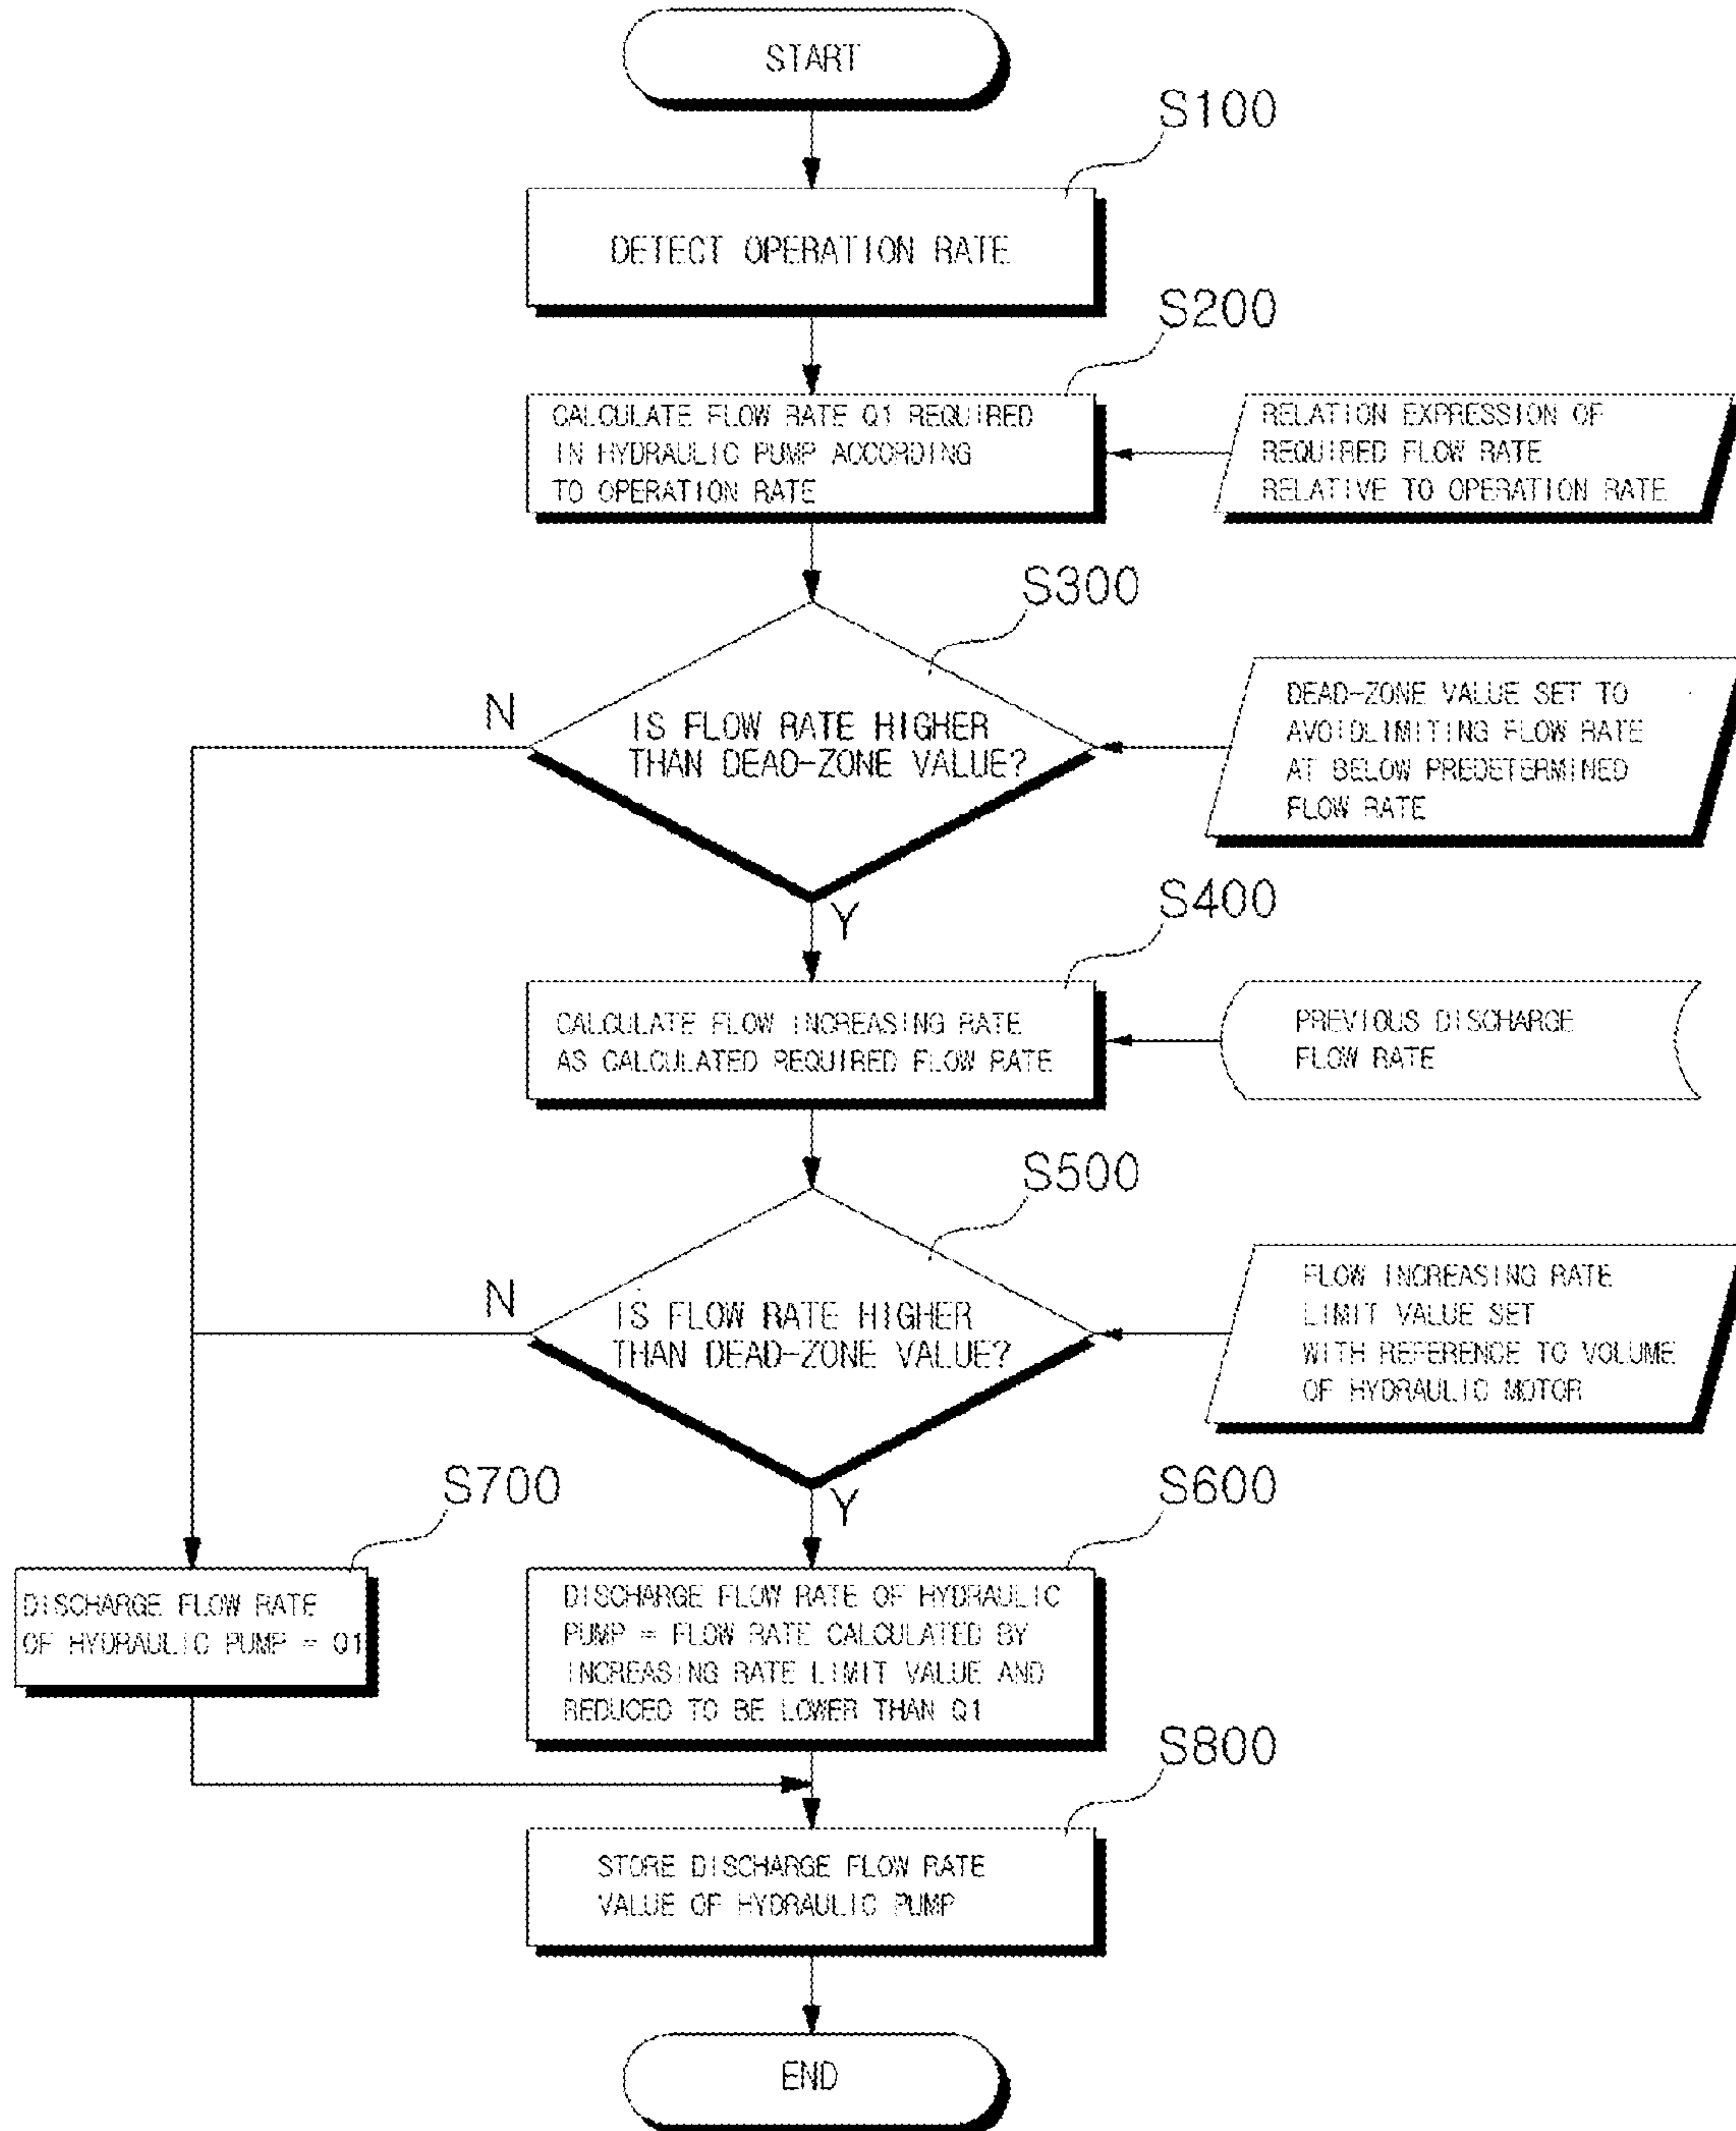 START
S100
DETECT OPERATION RATE
S200
CALCULATE FLOW RATE Q1 REQUIRED
IN HYDRAULIC PUMP ACCORDING
TO OPERATION RATE
RELATION EXPRESSION OF
REQUIRED FLOW RATE
RELATIVE TO OPERATION RATE
S300
N
IS FLOW RATE HIGHER
THAN DEAD-ZONE VALUE?
DEAD-ZONE VALUE SET TO
AVOIDLIMITING FLOW RATE
AT BELOW PREDETERMINED
FLOW RATE
Y
S400
CALCULATE FLOW INCREASING RATE
AS CALCULATED REQUIRED FLOW RATE
PREVIOUS DISCHARGE
FLOW RATE
S500
N
IS FLOW RATE HIGHER
THAN DEAD-ZONE VALUE?
FLOW INCREASING RATE
LIMIT VALUE SET
WITH REFERENCE TO VOLUME
OF HYDRAULIC MOTOR
Y
S700
DISCHARGE FLOW RATE
OF HYDRAULIC PUMP = Q1
S600
DISCHARGE FLOW RATE OF HYDRAULIC
PUMP = FLOW RATE CALCULATED BY
INCREASING RATE LIMIT VALUE AND
REDUCED TO BE LOWER THAN Q1
S800
STORE DISCHARGE FLOW RATE
VALUE OF HYDRAULIC PUMP
END